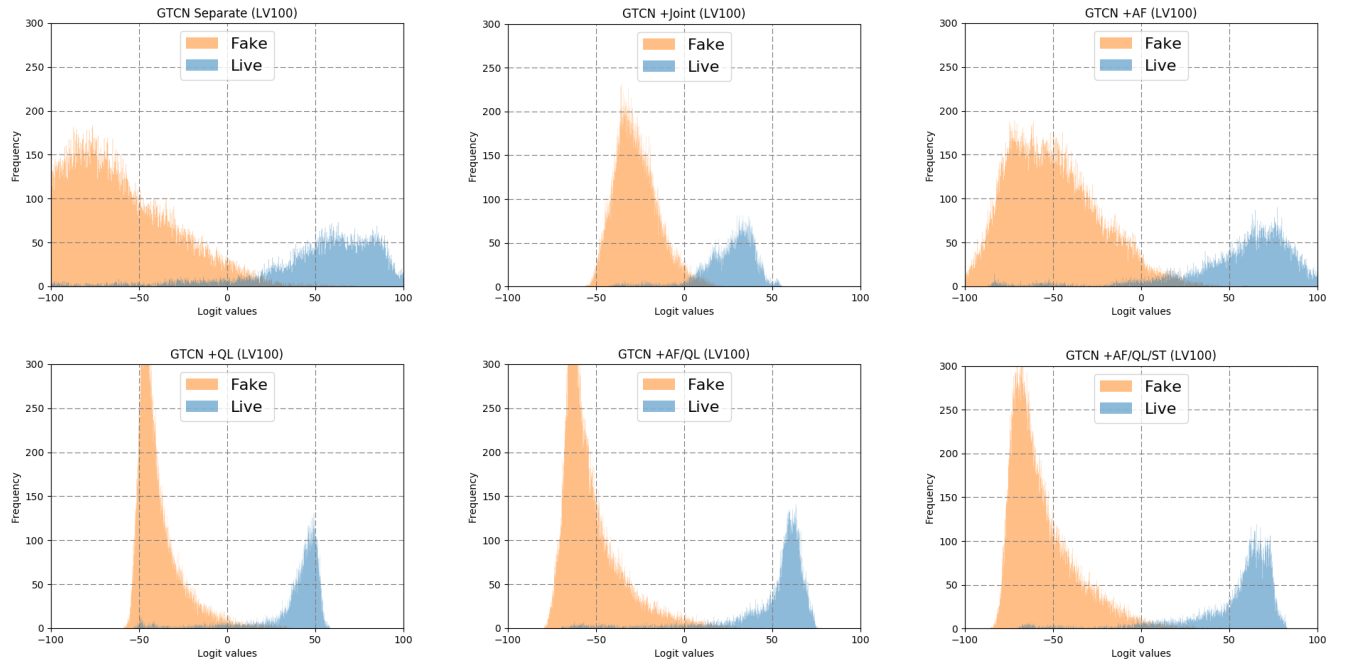 GTCN Separate (LV100)
300
250
200
150
100
50
0
Frequency
Fake
Live
−100
−50
0
50
100
Logit values
GTCN +Joint (LV100)
300
250
200
150
100
50
0
Frequency
Fake
Live
−100
−50
0
50
100
Logit values
GTCN +AF (LV100)
300
250
200
150
100
50
0
Frequency
Fake
Live
−100
−50
0
50
100
Logit values
GTCN +QL (LV100)
300
250
200
150
100
50
0
Frequency
Fake
Live
−100
−50
0
50
100
Logit values
GTCN +AF/QL (LV100)
300
250
200
150
100
50
0
Frequency
Fake
Live
−100
−50
0
50
100
Logit values
GTCN +AF/QL/ST (LV100)
300
250
200
150
100
50
0
Frequency
Fake
Live
−100
−50
0
50
100
Logit values